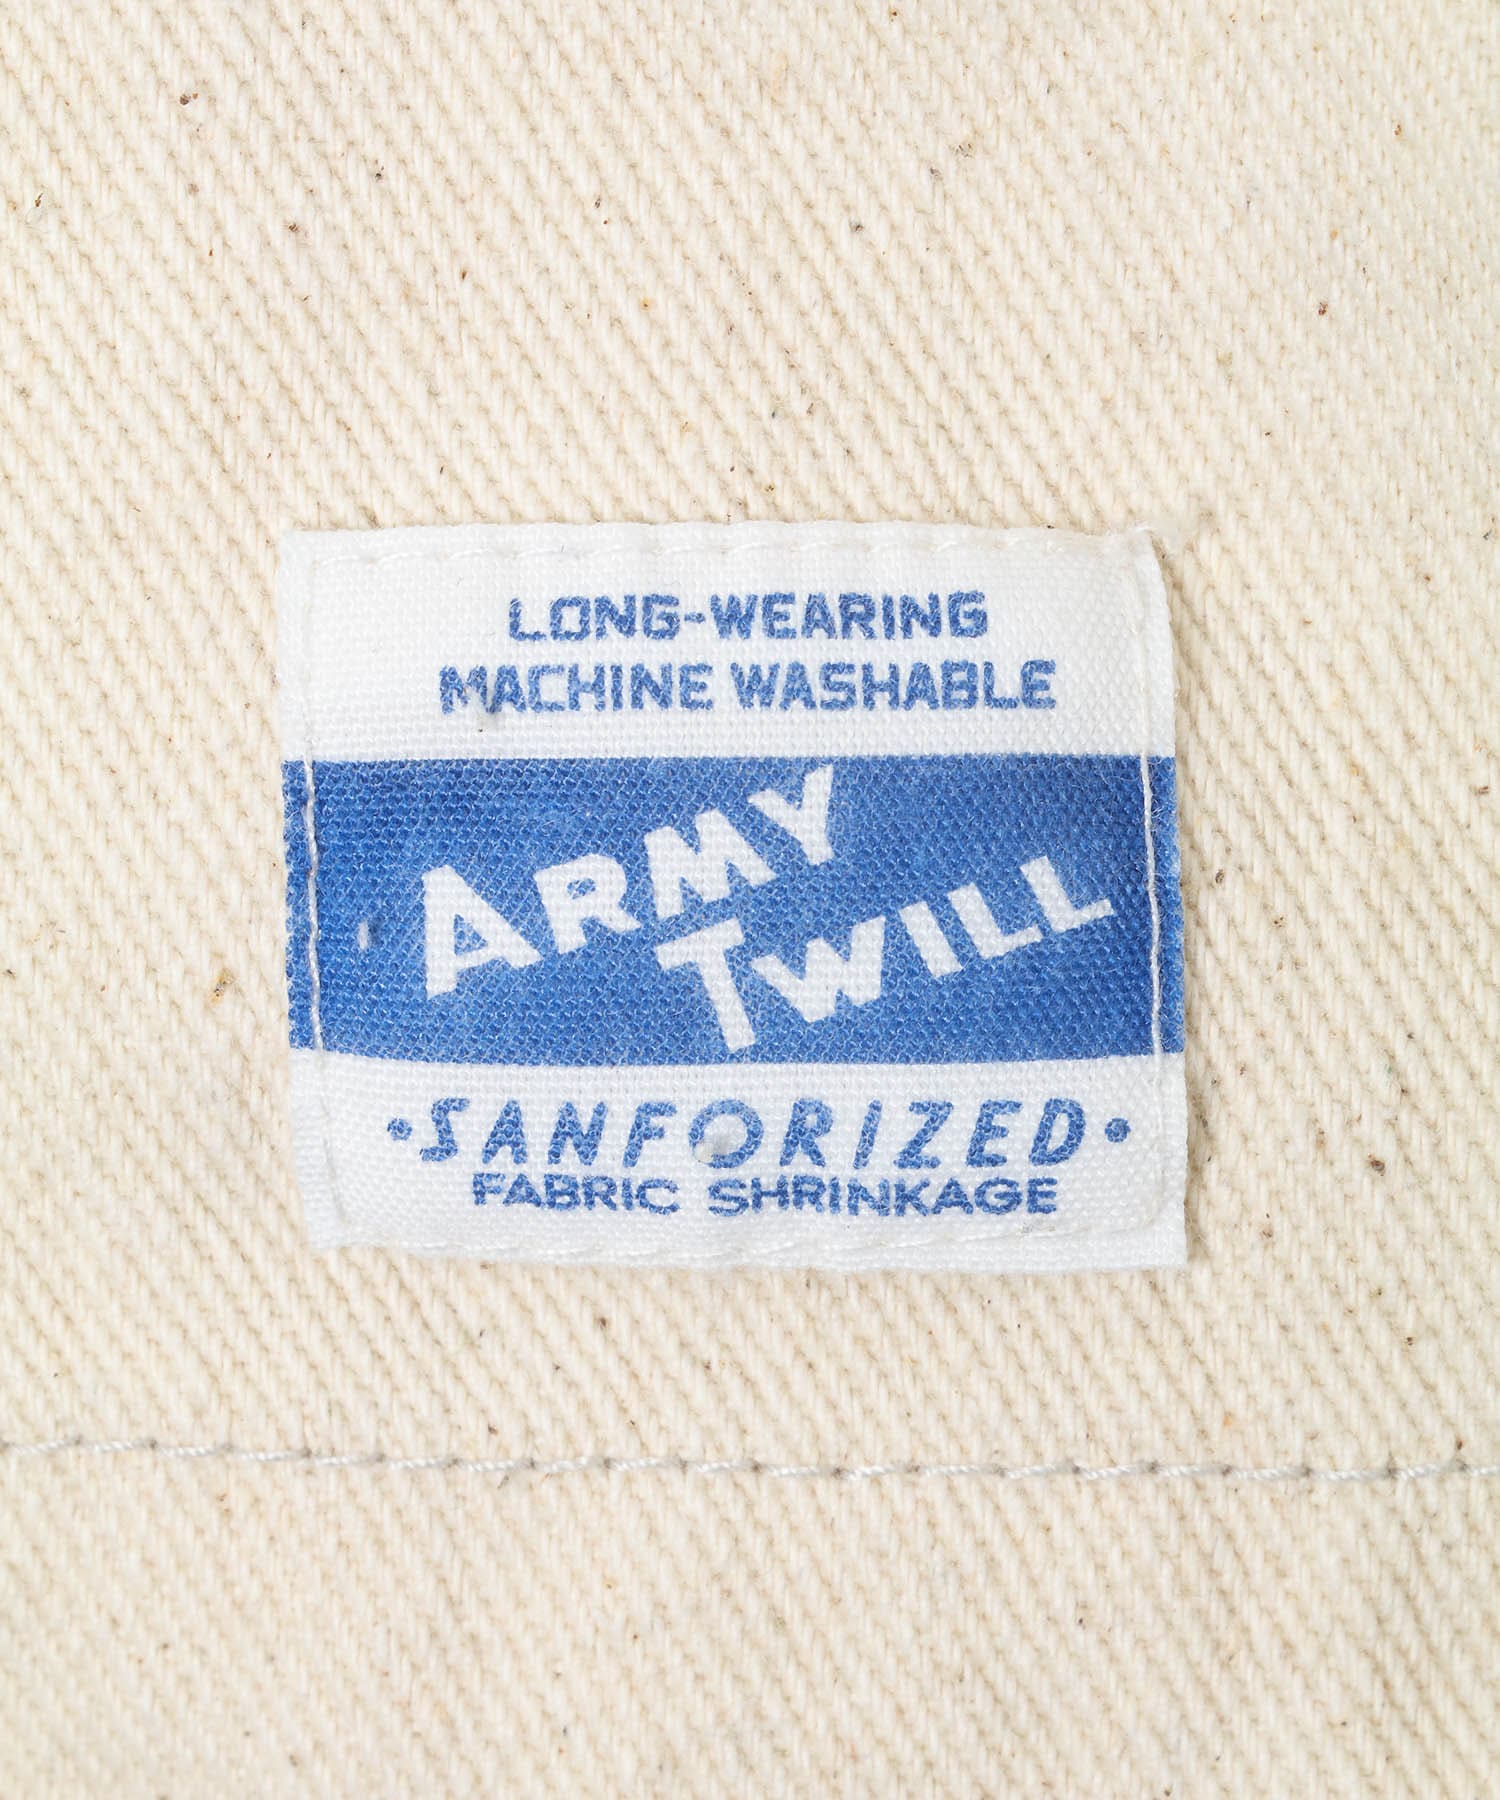 LONG-WEARING
MACHINE WASHABLE
ARMY
TWILL
• SANFORIZED •
FABRIC SHRINKAGE